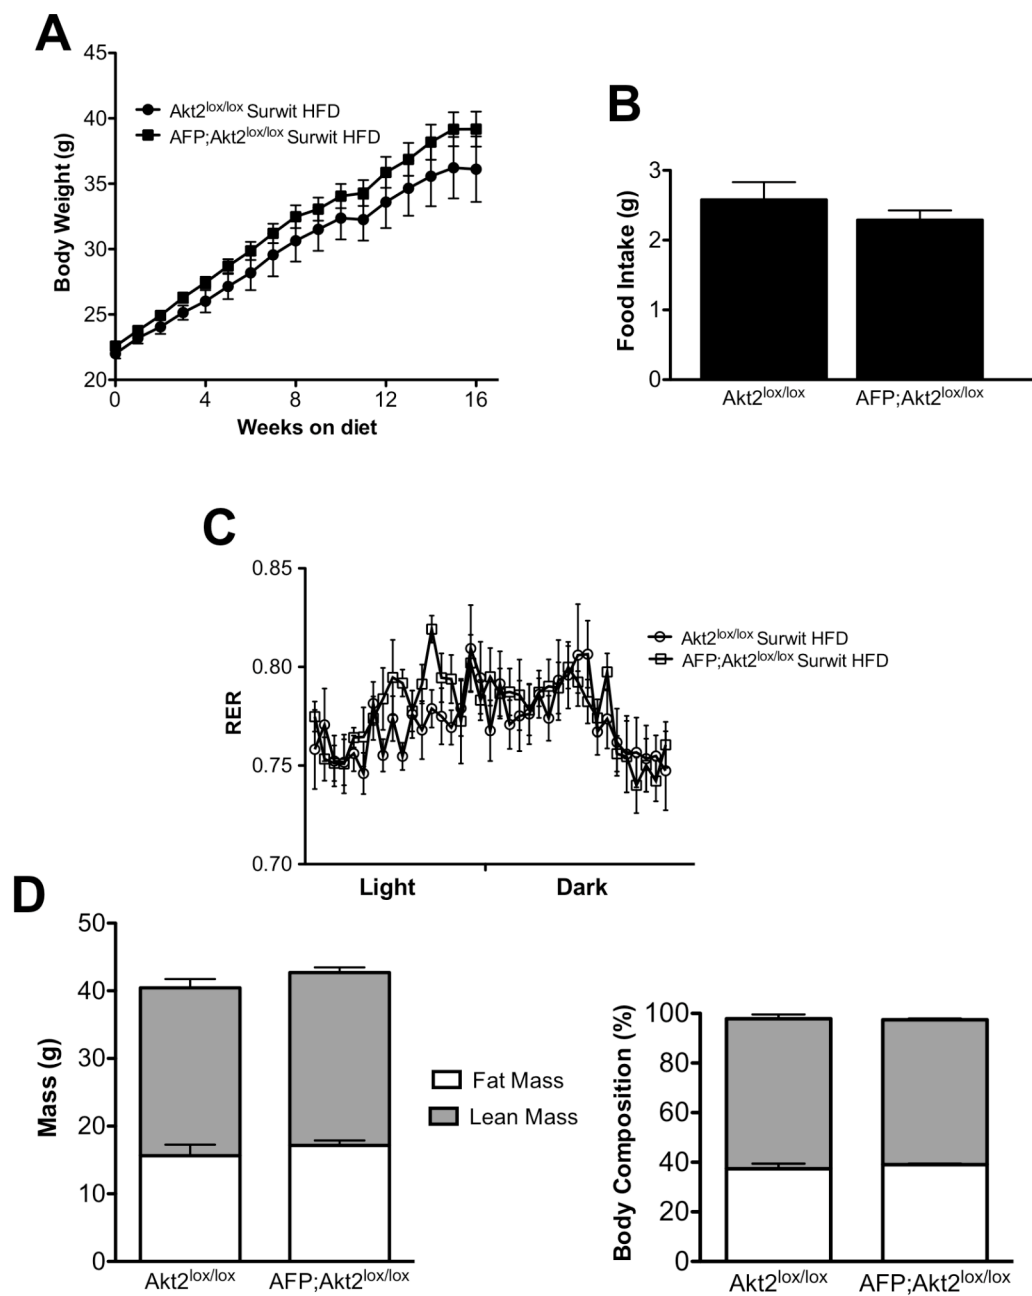 A
45
40
35
30
25
20
Body Weight (g)
Akt2lox/lox Surwit HFD
AFP;Akt2lox/lox Surwit HFD
0 4 8 12 16
Weeks on diet
B
3
2
1
0
Food Intake (g)
Akt2lox/lox AFP;Akt2lox/lox
C
0.85
0.80
0.75
0.70
RER
Akt2lox/lox Surwit HFD
AFP;Akt2lox/lox Surwit HFD
Light Dark
D
50
40
30
20
10
0
Mass (g)
Akt2lox/lox AFP;Akt2lox/lox
Fat Mass
Lean Mass
100
80
60
40
20
0
Body Composition (%)
Akt2lox/lox AFP;Akt2lox/lox